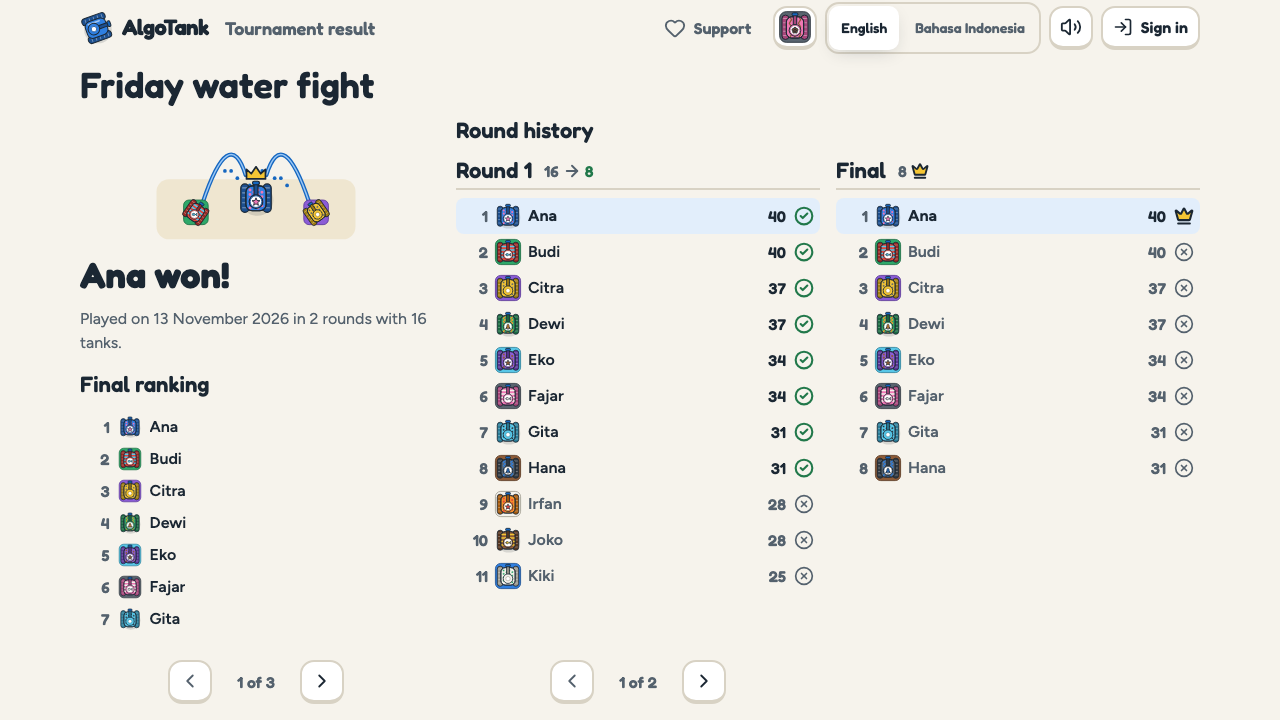 AlgoTank Tournament result Support English Bahasa Indonesia Sign in
Friday water fight
Ana won!
Played on 13 November 2026 in 2 rounds with 16
tanks.
Final ranking
1 Ana
2 Budi
3 Citra
4 Dewi
5 Eko
6 Fajar
7 Gita
1 of 3
Round history
Round 1 16 → 8
1 Ana 40
2 Budi 40
3 Citra 37
4 Dewi 37
5 Eko 34
6 Fajar 34
7 Gita 31
8 Hana 31
9 Irfan 28
10 Joko 28
11 Kiki 25
1 of 2
Final 8
1 Ana 40
2 Budi 40
3 Citra 37
4 Dewi 37
5 Eko 34
6 Fajar 34
7 Gita 31
8 Hana 31